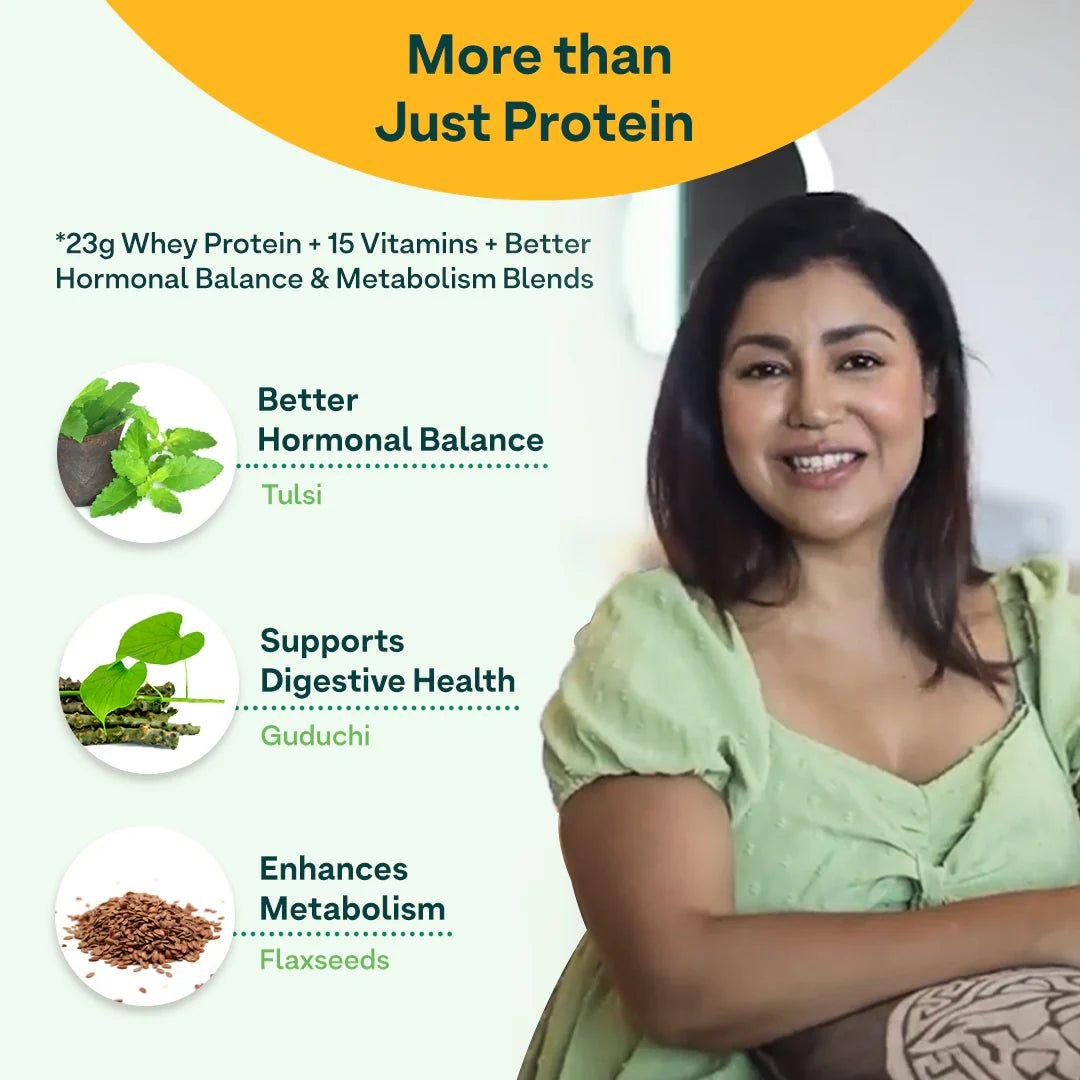 More than
Just Protein
*23g Whey Protein + 15 Vitamins + Better
Hormonal Balance & Metabolism Blends
Better
Hormonal Balance
Tulsi
Supports
Digestive Health
Guduchi
Enhances
Metabolism
Flaxseeds